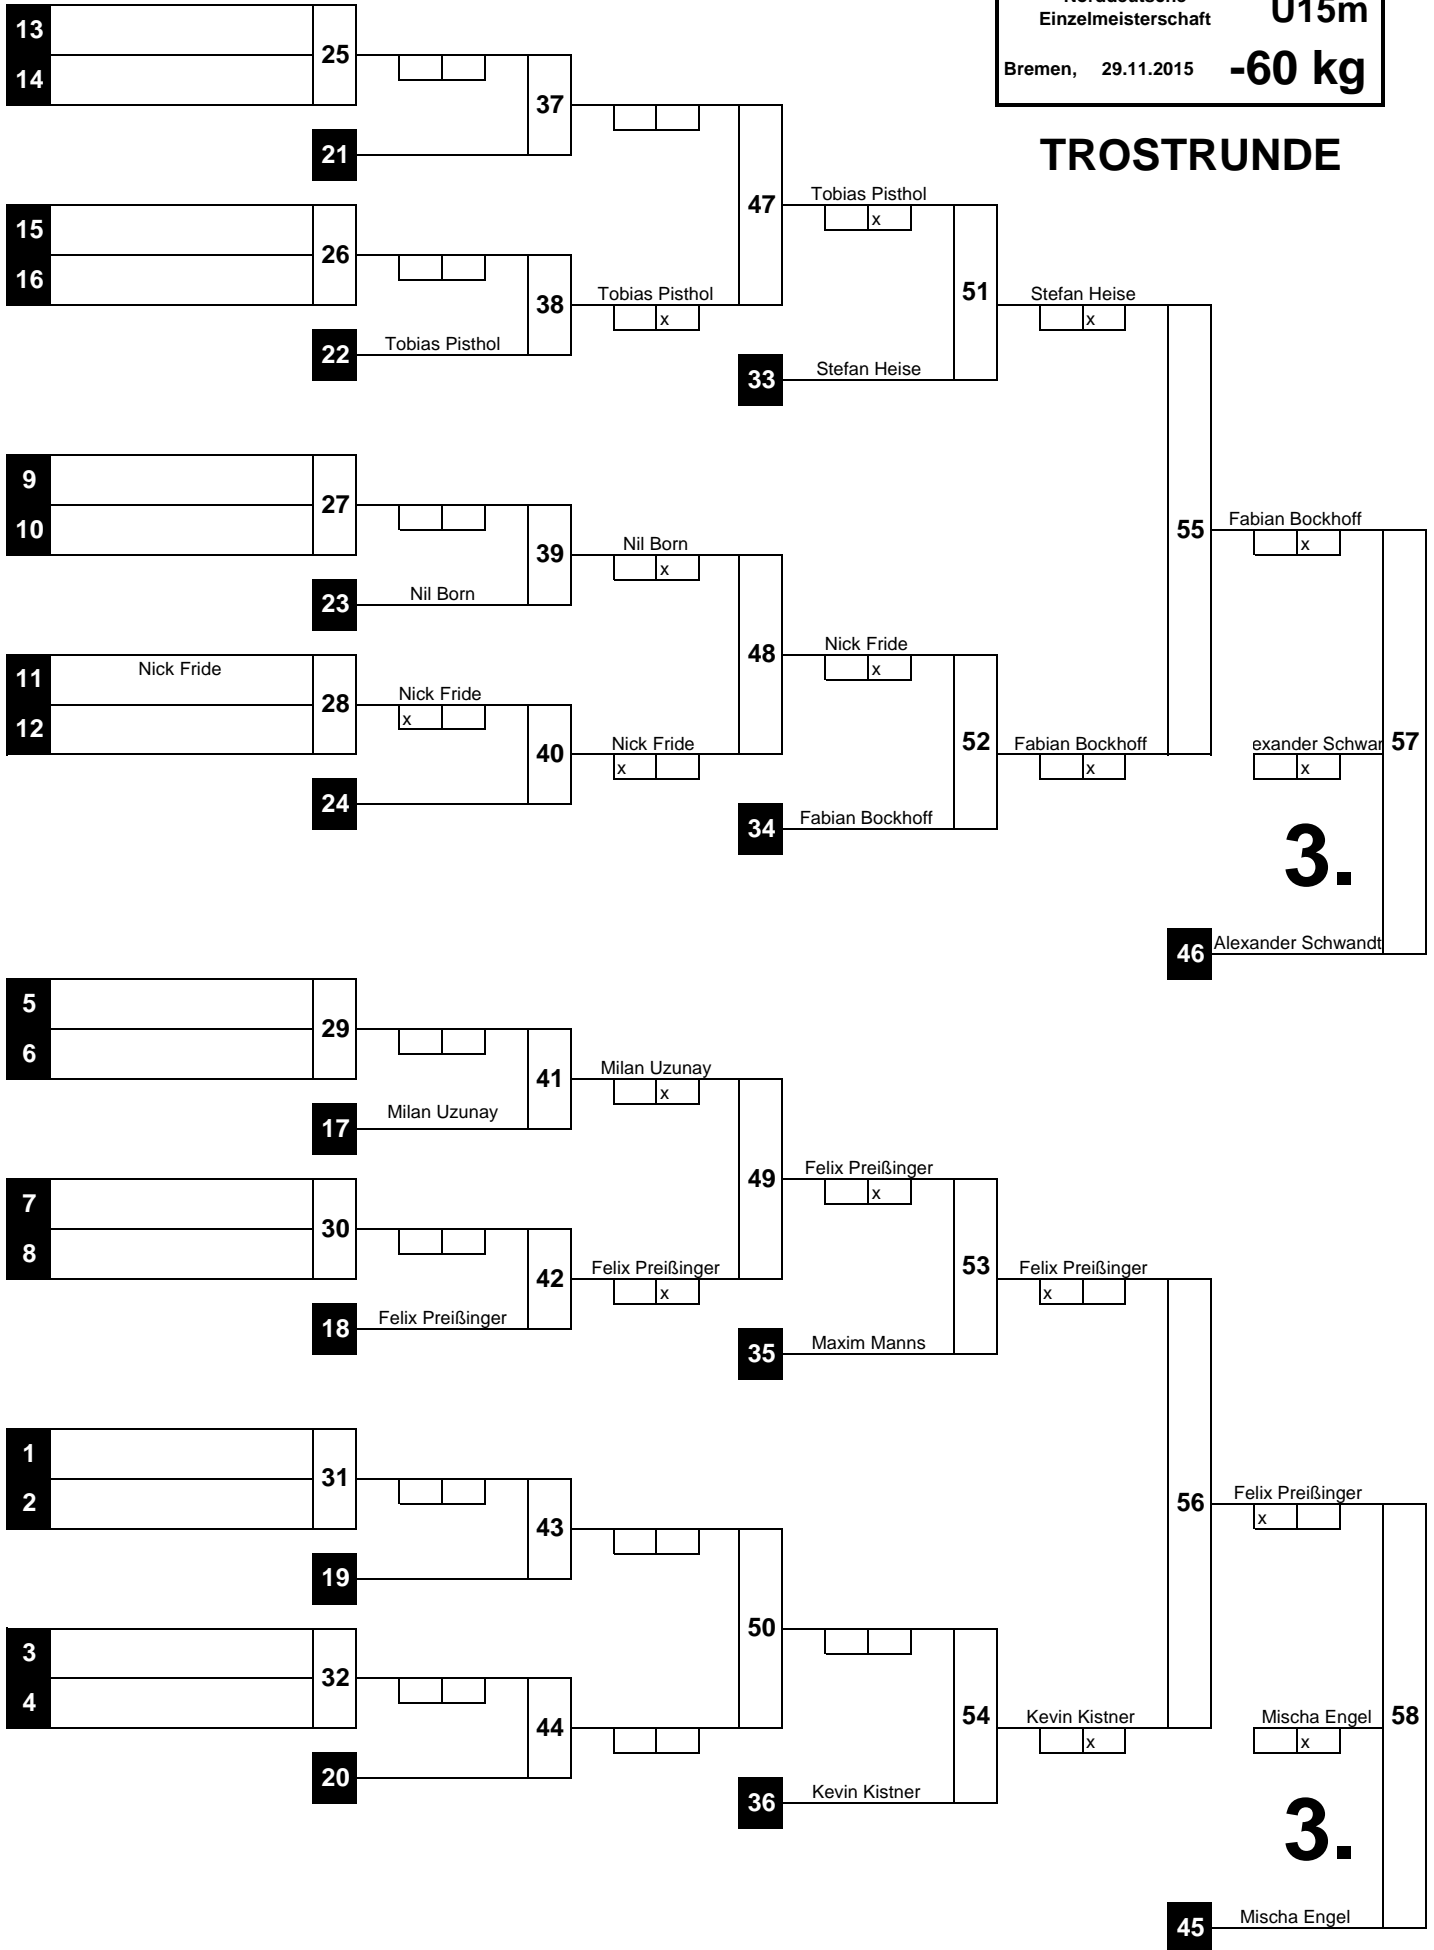 Norddeutsche
Einzelmeisterschaft
U15m
Bremen, 29.11.2015
-60 kg
TROSTRUNDE
13
14
25
37
21
47
Tobias Pisthol
x
15
16
26
38
Tobias Pisthol
x
51
Stefan Heise
x
22
Tobias Pisthol
33
Stefan Heise
9
10
27
39
Nil Born
x
55
Fabian Bockhoff
x
23
Nil Born
48
Nick Fride
x
11
Nick Fride
12
28
Nick Fride
x
40
Nick Fride
x
52
Fabian Bockhoff
x
exander Schwar
x
57
24
34
Fabian Bockhoff
3.
46
Alexander Schwandt
5
6
29
41
Milan Uzunay
x
17
Milan Uzunay
49
Felix Preißinger
x
7
8
30
42
Felix Preißinger
x
53
Felix Preißinger
x
18
Felix Preißinger
35
Maxim Manns
1
2
31
43
56
Felix Preißinger
x
19
50
3
4
32
44
54
Kevin Kistner
x
Mischa Engel
x
58
20
36
Kevin Kistner
3.
45
Mischa Engel